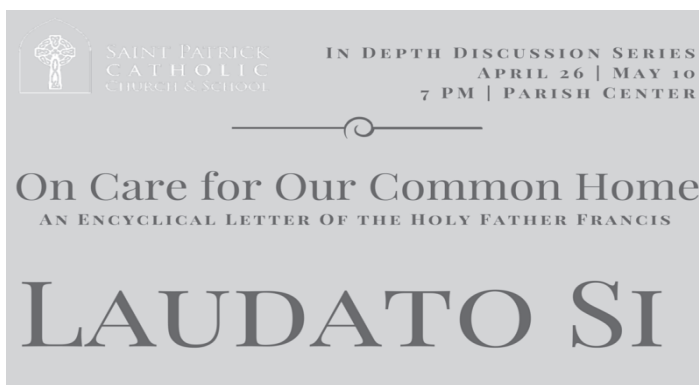 SAINT PATRICK
CATHOLIC
CHURCH & SCHOOL
IN DEPTH DISCUSSION SERIES
APRIL 26 | MAY 10
7 PM | PARISH CENTER
On Care for Our Common Home
AN ENCYCLICAL LETTER OF THE HOLY FATHER FRANCIS
LAUDATO SI